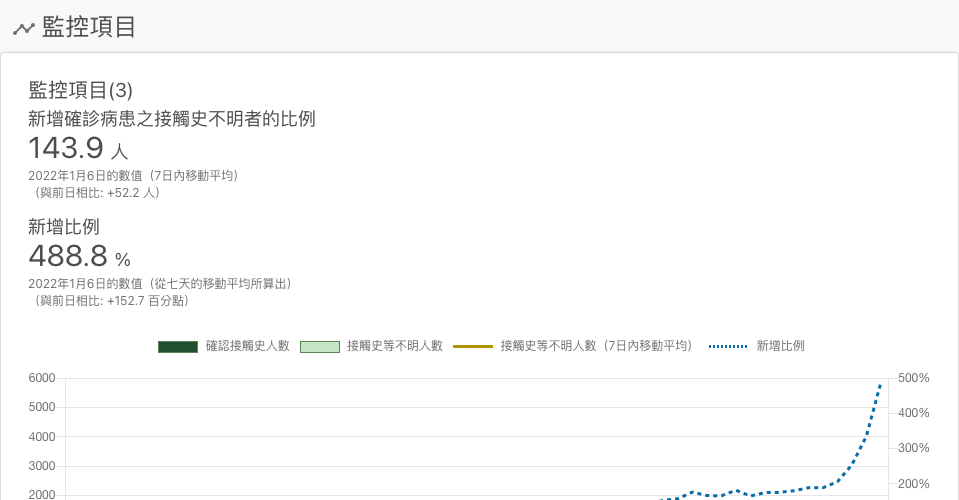 監控項目
監控項目(3)
新增確診病患之接觸史不明者的比例
143.9 人
2022年1月6日的數值（7日內移動平均）
（與前日相比: +52.2 人）
新增比例
488.8 %
2022年1月6日的數值（從七天的移動平均所算出）
（與前日相比: +152.7 百分點）
確認接觸史人數 接觸史等不明人數 接觸史等不明人數（7日內移動平均） 新增比例
6000 500%
5000 400%
4000
3000 300%
2000 200%